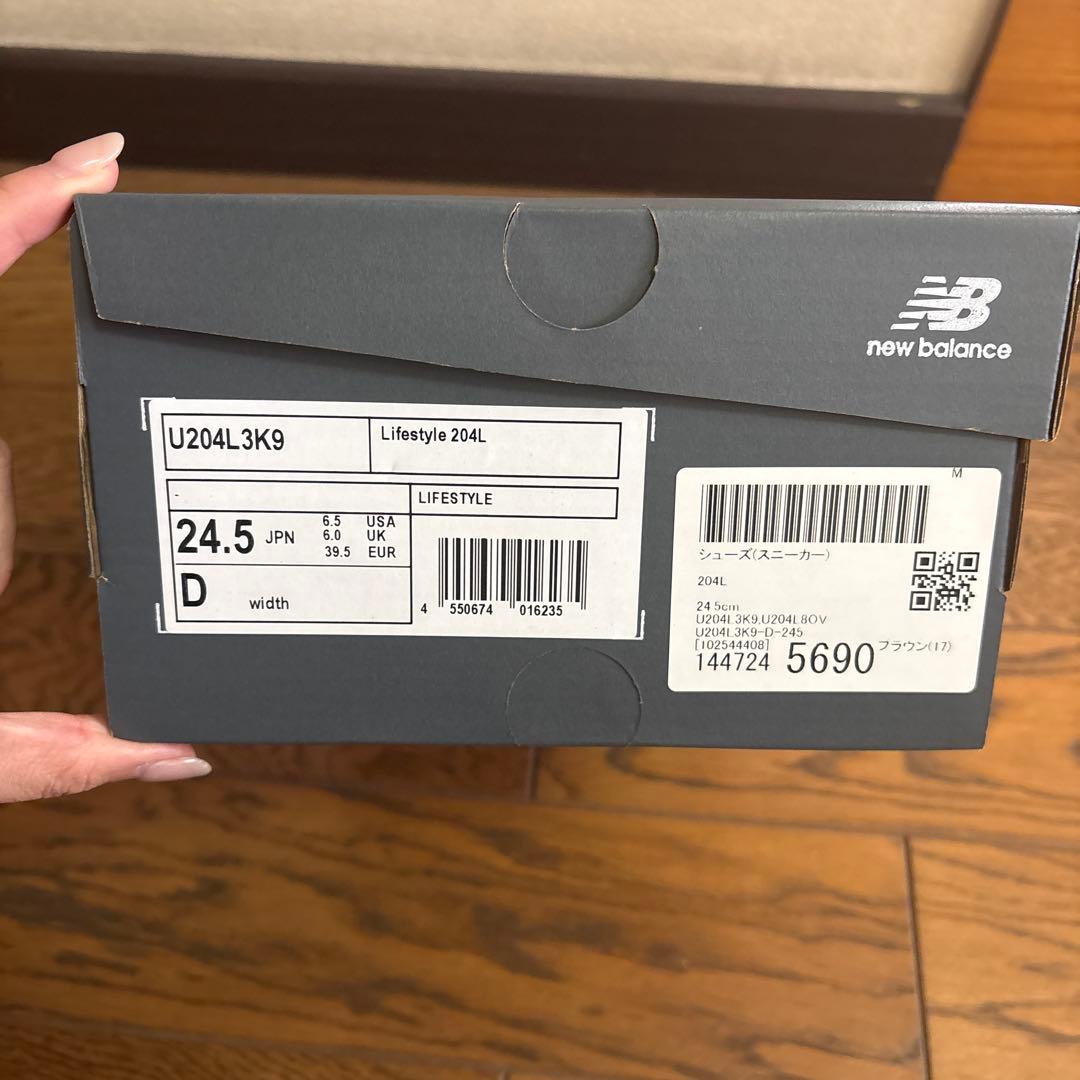 NB
new balance
U204L3K9
Lifestyle 204L
-
LIFESTYLE
24.5 JPN
6.5 USA
6.0 UK
39.5 EUR
D width
4 550674 016235
M
シューズ(スニーカー)
204L
24.5cm
U204L3K9,U204L8OV
U204L3K9-D-245
[102544408] ブラウン(17)
144724 5690